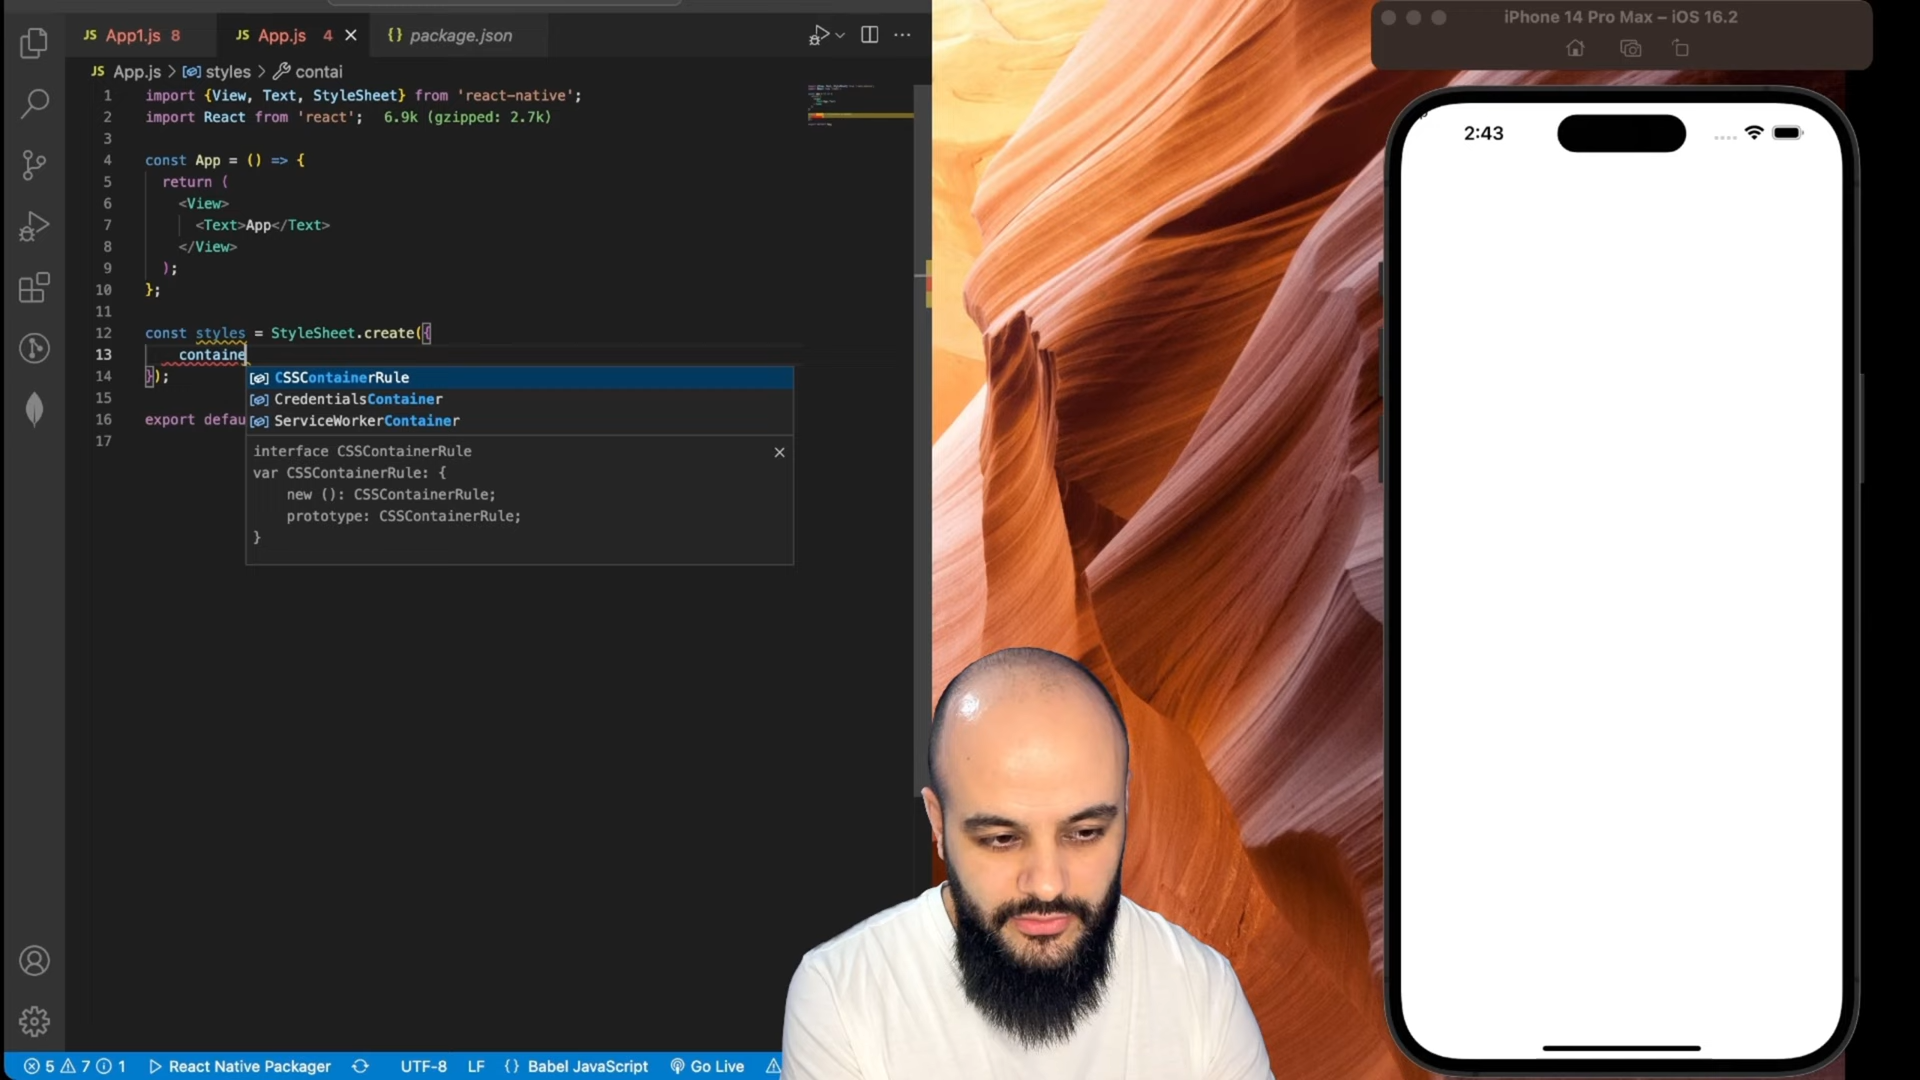 JS App1.js 8
JS App.js 4
{} package.json
JS App.js > styles > contai
1 import {View, Text, StyleSheet} from 'react-native';
2 import React from 'react'; 6.9k (gzipped: 2.7k)
3
4 const App = () => {
5 return (
6 <View>
7 <Text>App</Text>
8 </View>
9 );
10 };
11
12 const styles = StyleSheet.create({
13 containe
14 });
15
16 export defau
17
CSSContainerRule
CredentialsContainer
ServiceWorkerContainer
interface CSSContainerRule
var CSSContainerRule: {
new (): CSSContainerRule;
prototype: CSSContainerRule;
}
5 7 1 React Native Packager UTF-8 LF {} Babel JavaScript Go Live
iPhone 14 Pro Max – iOS 16.2
2:43